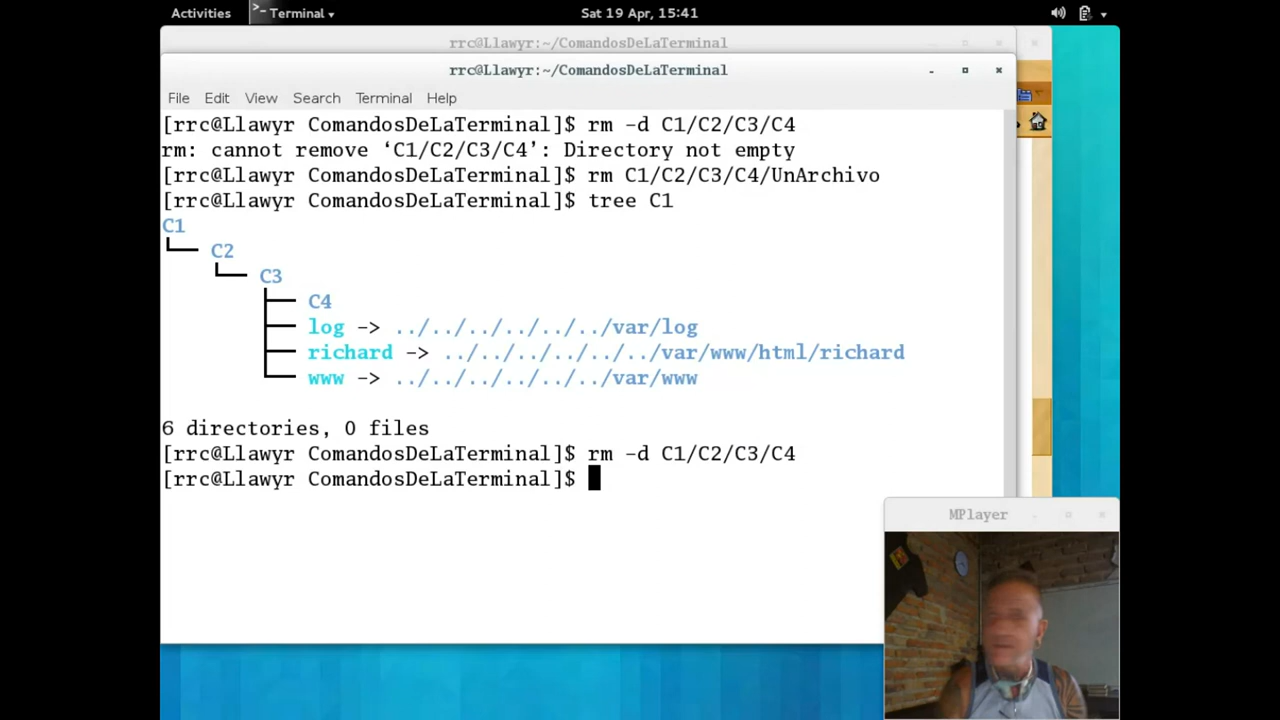 Activities Terminal Sat 19 Apr, 15:41
rrc@Llawyr:~/ComandosDeLaTerminal
rrc@Llawyr:~/ComandosDeLaTerminal
File Edit View Search Terminal Help
[rrc@Llawyr ComandosDeLaTerminal]$ rm -d C1/C2/C3/C4
rm: cannot remove ‘C1/C2/C3/C4’: Directory not empty
[rrc@Llawyr ComandosDeLaTerminal]$ rm C1/C2/C3/C4/UnArchivo
[rrc@Llawyr ComandosDeLaTerminal]$ tree C1
C1
└── C2
    └── C3
        ├── C4
        ├── log -> ../../../../../../var/log
        ├── richard -> ../../../../../../var/www/html/richard
        └── www -> ../../../../../../var/www
6 directories, 0 files
[rrc@Llawyr ComandosDeLaTerminal]$ rm -d C1/C2/C3/C4
[rrc@Llawyr ComandosDeLaTerminal]$
MPlayer